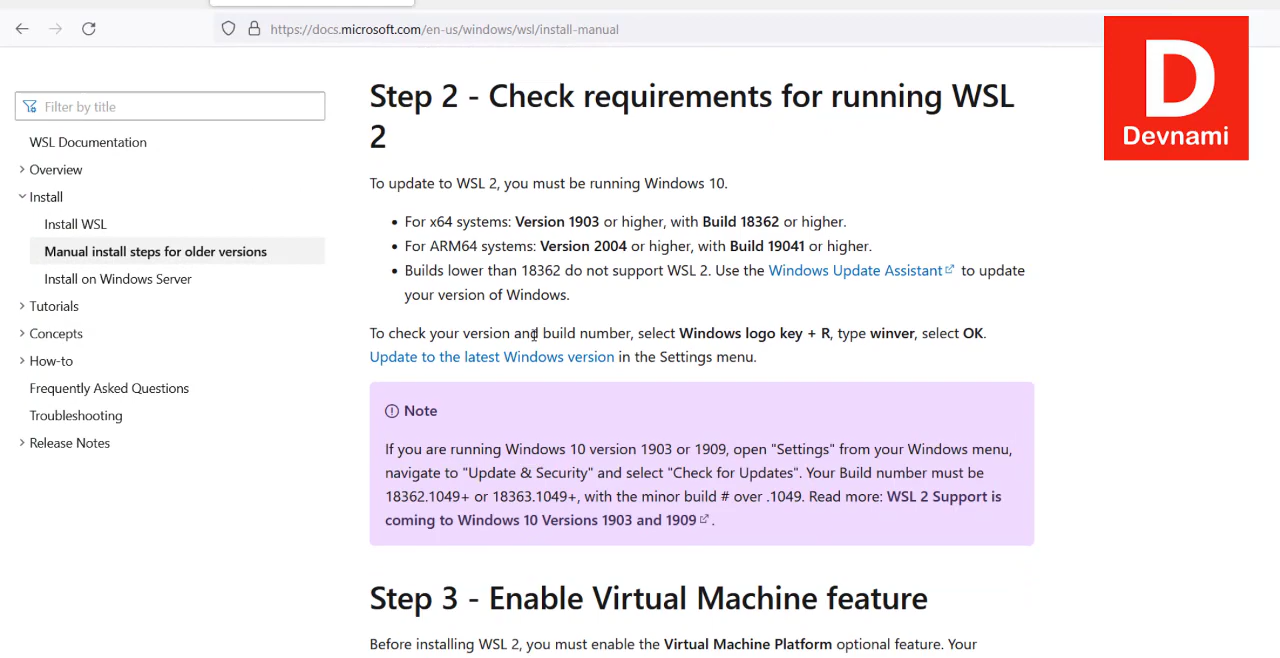 https://docs.microsoft.com/en-us/windows/wsl/install-manual
D
Devnami
Filter by title
WSL Documentation
Overview
Install
Install WSL
Manual install steps for older versions
Install on Windows Server
Tutorials
Concepts
How-to
Frequently Asked Questions
Troubleshooting
Release Notes
Step 2 - Check requirements for running WSL
2
To update to WSL 2, you must be running Windows 10.
• For x64 systems: Version 1903 or higher, with Build 18362 or higher.
• For ARM64 systems: Version 2004 or higher, with Build 19041 or higher.
• Builds lower than 18362 do not support WSL 2. Use the Windows Update Assistant to update
your version of Windows.
To check your version and build number, select Windows logo key + R, type winver, select OK.
Update to the latest Windows version in the Settings menu.
Note
If you are running Windows 10 version 1903 or 1909, open "Settings" from your Windows menu,
navigate to "Update & Security" and select "Check for Updates". Your Build number must be
18362.1049+ or 18363.1049+, with the minor build # over .1049. Read more: WSL 2 Support is
coming to Windows 10 Versions 1903 and 1909 .
Step 3 - Enable Virtual Machine feature
Before installing WSL 2, you must enable the Virtual Machine Platform optional feature. Your